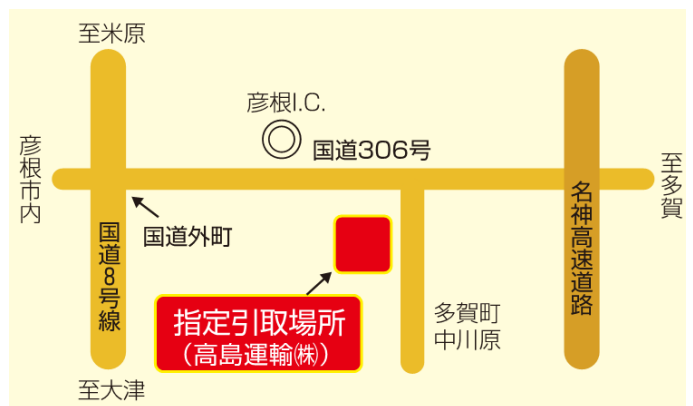 至米原
彦根I.C.
国道306号
彦根市内
至多賀
国道外町
国道8号線
名神高速道路
指定引取場所
（高島運輸㈱）
多賀町
中川原
至大津